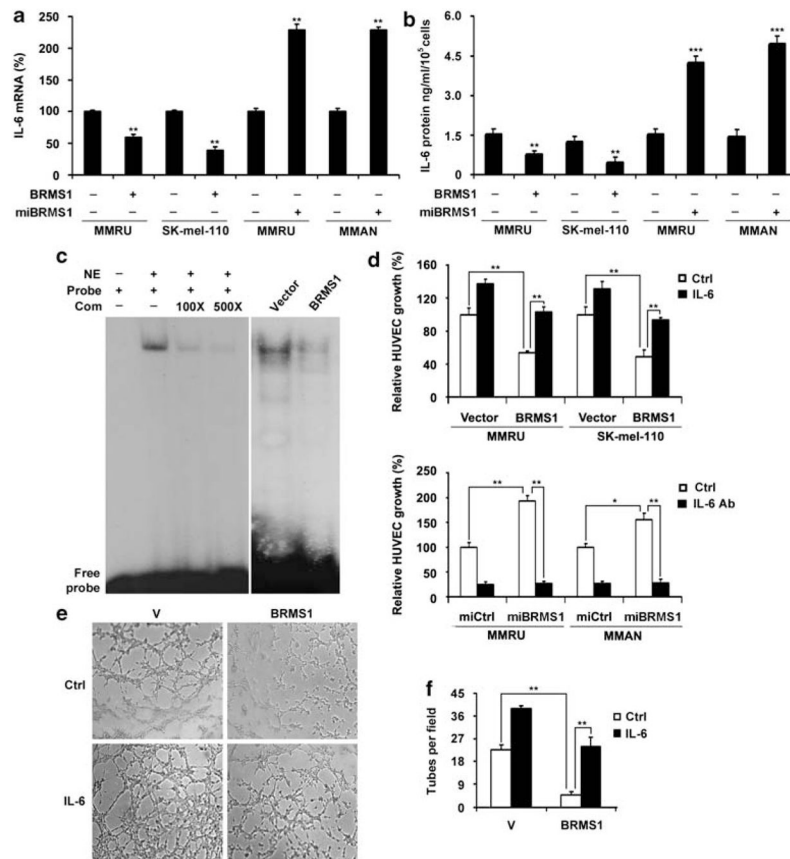 a
IL-6 mRNA (%)
250
200
150
100
50
0
**
**
**
**
BRMS1 – + – + – – – –
miBRMS1 – – – – – + – +
MMRU SK-mel-110 MMRU MMAN
b
IL-6 protein ng/ml/10⁵ cells
6.0
4.5
3.0
1.5
0
**
**
***
***
BRMS1 – + – + – – – –
miBRMS1 – – – – – + – +
MMRU SK-mel-110 MMRU MMAN
c
NE – + + +
Probe + + + +
Com – – 100X 500X
Vector BRMS1
Free
probe
d
Relative HUVEC growth (%)
160
120
80
40
0
**
**
**
**
Ctrl
IL-6
Vector BRMS1 Vector BRMS1
MMRU SK-mel-110
Relative HUVEC growth (%)
250
200
150
100
50
0
**
**
*
**
Ctrl
IL-6 Ab
miCtrl miBRMS1 miCtrl miBRMS1
MMRU MMAN
e
V BRMS1
Ctrl
IL-6
f
Tubes per field
45
36
27
18
9
0
**
**
Ctrl
IL-6
V BRMS1